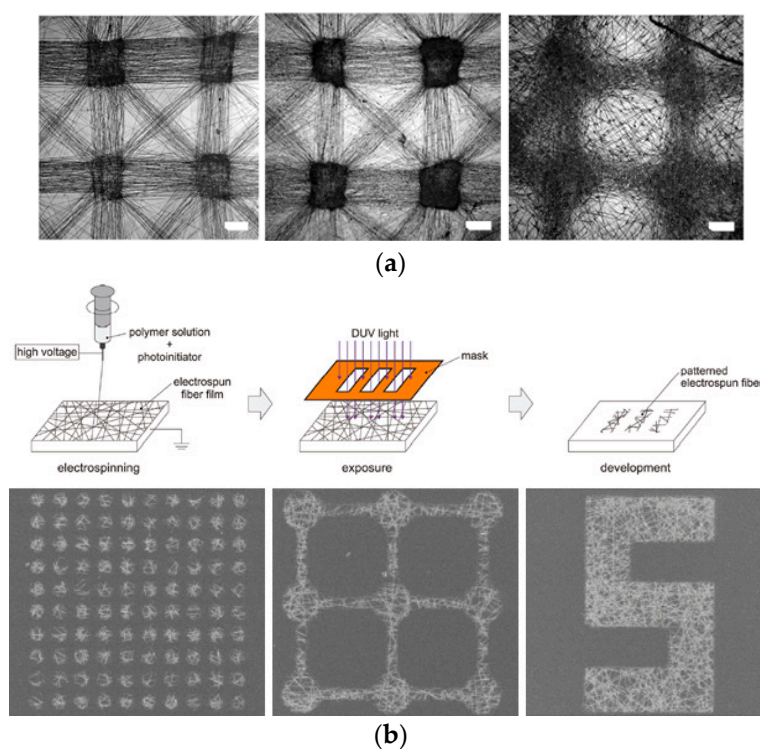 (a)
polymer solution
+
photoinitiator
high voltage
electrospun
fiber film
electrospinning
DUV light
mask
exposure
patterned
electrospun fiber
development
(b)